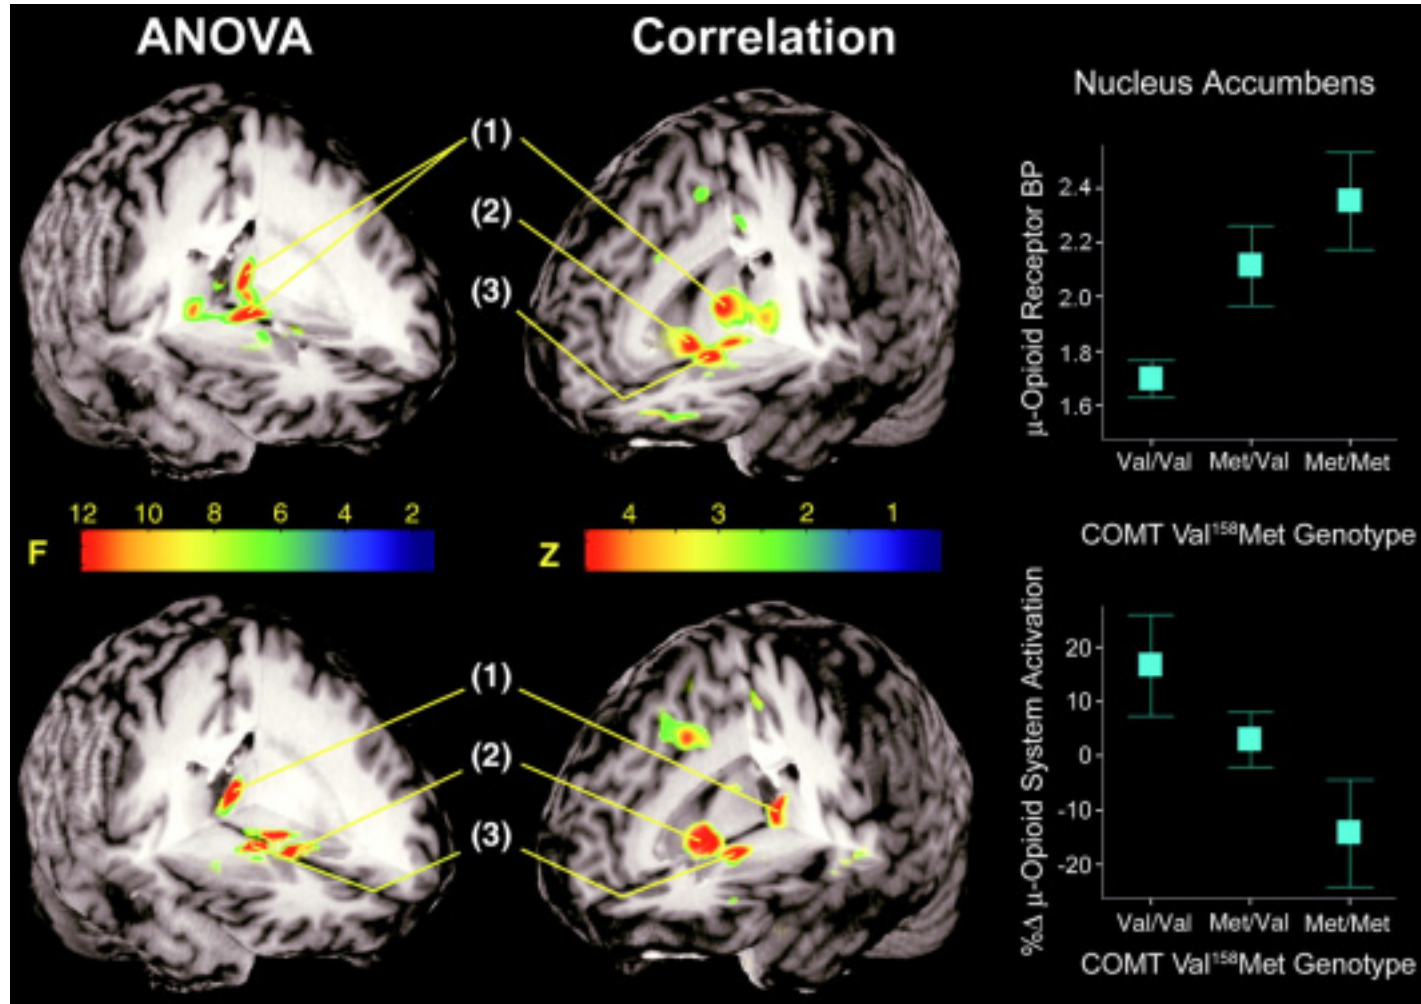 ANOVA
Correlation
(1)
(2)
(3)
12 10 8 6 4 2
F
4 3 2 1
Z
(1)
(2)
(3)
Nucleus Accumbens
μ-Opioid Receptor BP
2.4
2.2
2.0
1.8
1.6
Val/Val Met/Val Met/Met
COMT Val¹⁵⁸Met Genotype
%Δ μ-Opioid System Activation
20
10
0
-10
-20
Val/Val Met/Val Met/Met
COMT Val¹⁵⁸Met Genotype